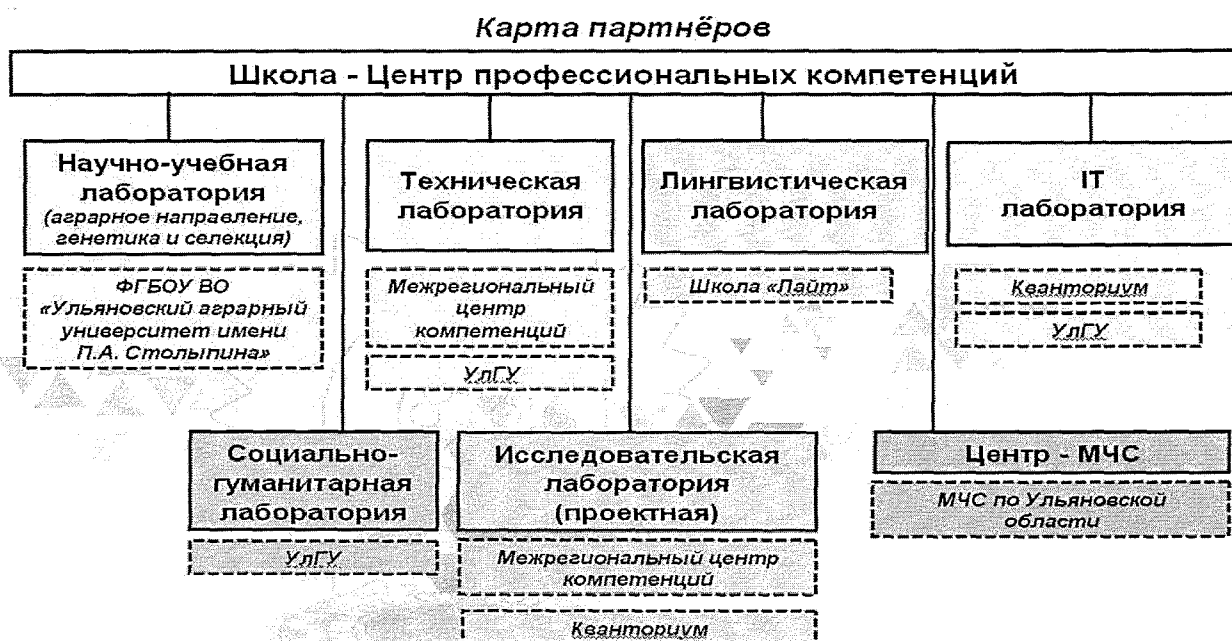 Карта партнёров
Школа - Центр профессиональных компетенций
Научно-учебная
лаборатория
(аграрное направление,
генетика и селекция)
ФГБОУ ВО
«Ульяновский аграрный
университет имени
П.А. Столыпина»
Техническая
лаборатория
Межрегиональный
центр
компетенций
УлГУ
Лингвистическая
лаборатория
Школа «Лайт»
IT
лаборатория
Кванториум
УлГУ
Социально-
гуманитарная
лаборатория
УлГУ
Исследовательская
лаборатория
(проектная)
Межрегиональный центр
компетенций
Кванториум
Центр - МЧС
МЧС по Ульяновской
области